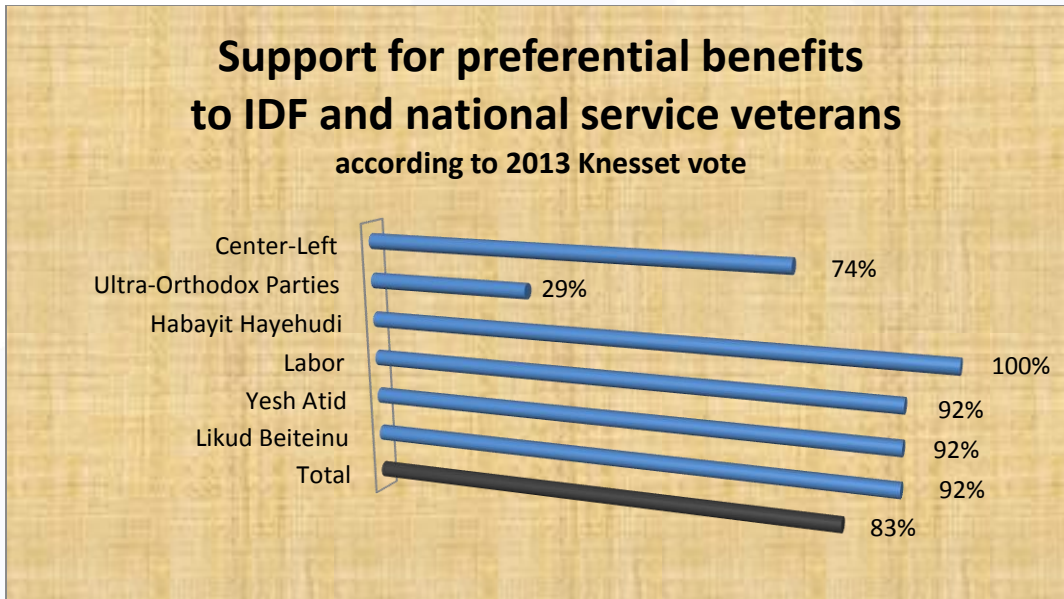 Support for preferential benefits
to IDF and national service veterans
according to 2013 Knesset vote
Center-Left 74%
Ultra-Orthodox Parties 29%
Habayit Hayehudi 100%
Labor 92%
Yesh Atid 92%
Likud Beiteinu 92%
Total 83%